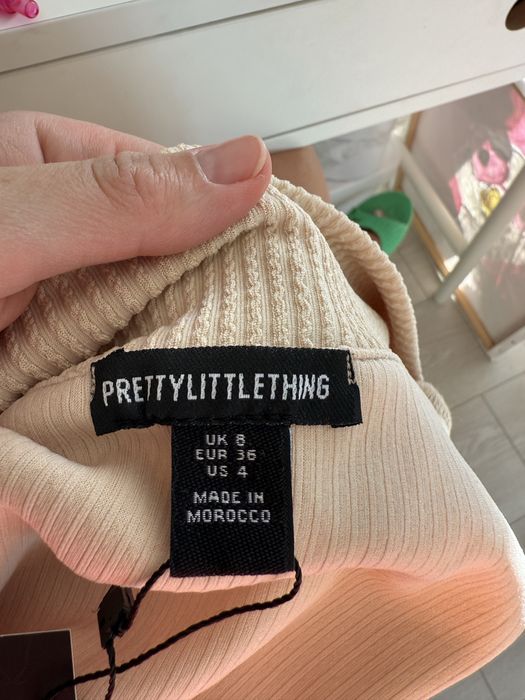 PRETTYLITTLETHING
UK 8
EUR 36
US 4
MADE IN
MOROCCO